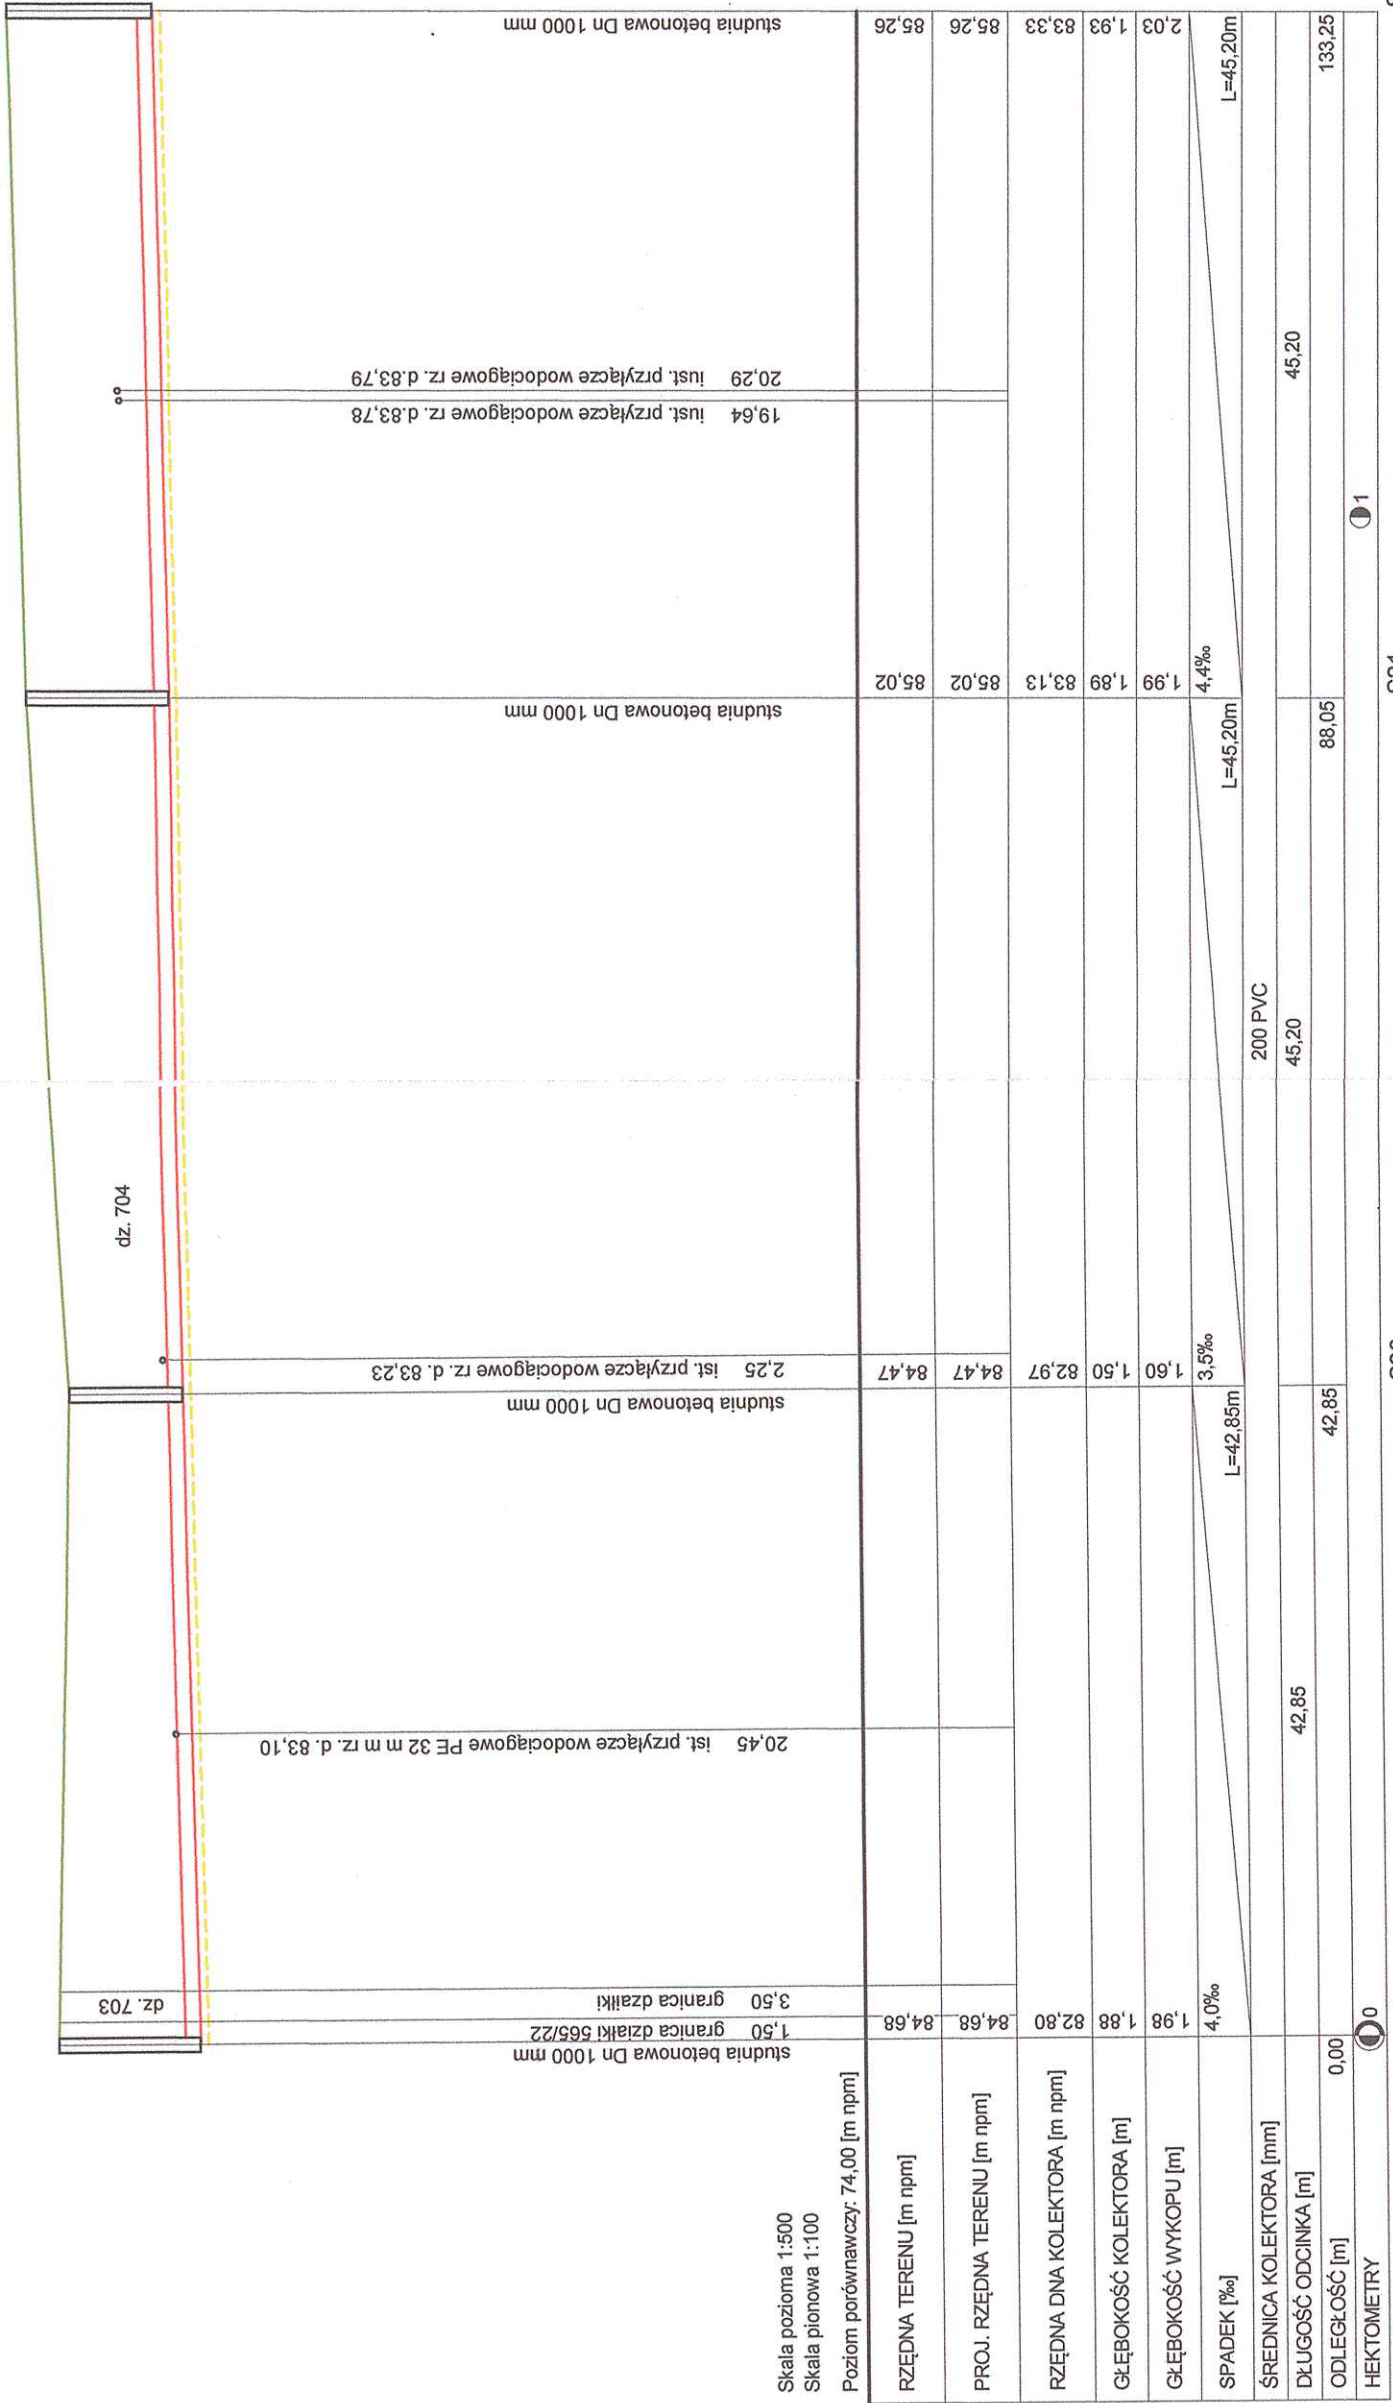 dz. 703
dz. 704
studnia betonowa Dn 1000 mm
1,50 granica działki 565/22
3,50 granica dzaiłki
20,45 ist. przyłącze wodociągowe PE 32 m m rz. d. 83,10
studnia betonowa Dn 1000 mm
2,25 ist. przyłącze wodociągowe rz. d. 83,23
studnia betonowa Dn 1000 mm
19,64 iust. przyłącze wodociągowe rz. d.83,78
20,29 iust. przyłącze wodociągowe rz. d.83,79
studnia betonowa Dn 1000 mm
Skala pozioma 1:500
Skala pionowa 1:100
Poziom porównawczy: 74,00 [m npm]
RZĘDNA TERENU [m npm] 84,68 84,47 85,02 85,26
PROJ. RZĘDNA TERENU [m npm] 84,68 84,47 85,02 85,26
RZĘDNA DNA KOLEKTORA [m npm] 82,80 82,97 83,13 83,33
GŁĘBOKOŚĆ KOLEKTORA [m] 1,88 1,50 1,89 1,93
GŁĘBOKOŚĆ WYKOPU [m] 1,98 1,60 1,99 2,03
SPADEK [‰] 4,0‰ L=42,85m 3,5‰ L=45,20m 4,4‰ L=45,20m
ŚREDNICA KOLEKTORA [mm] 200 PVC
DŁUGOŚĆ ODCINKA [m] 42,85 45,20 45,20
ODLEGŁOŚĆ [m] 0,00 42,85 88,05 133,25
HEKTOMETRY 0 1